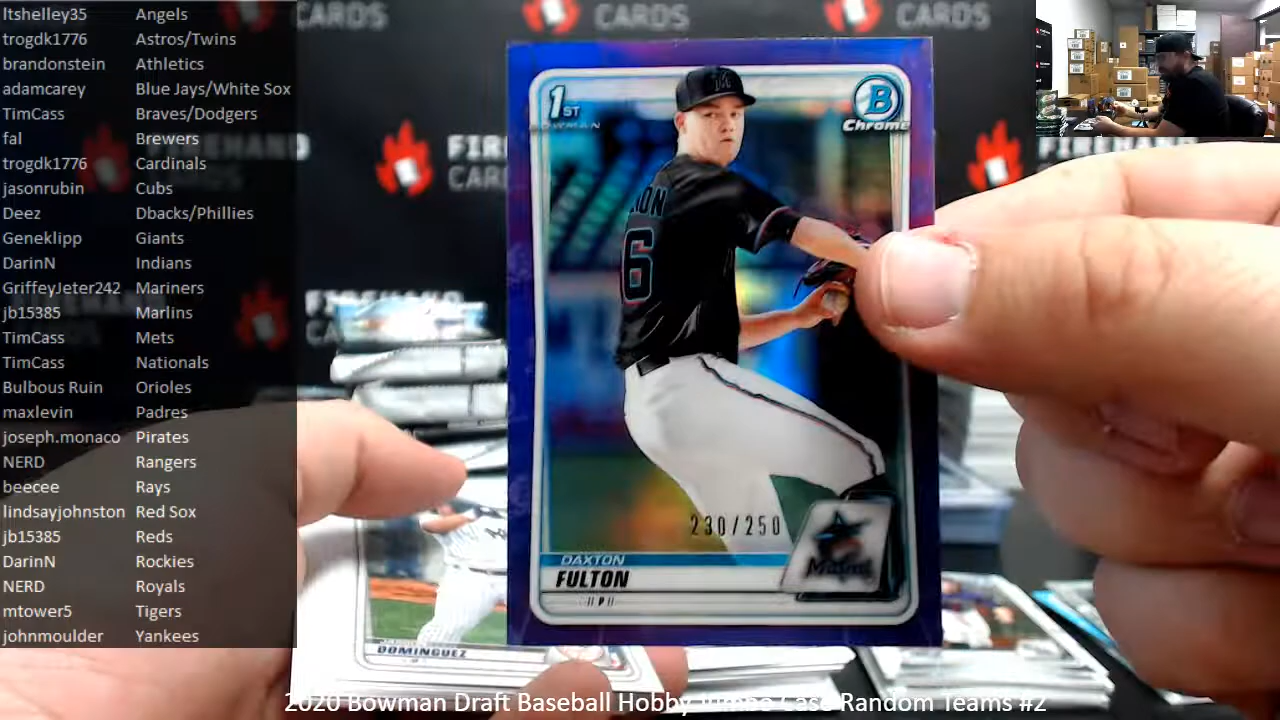 ltshelley35 Angels
trogdk1776 Astros/Twins
brandonstein Athletics
adamcarey Blue Jays/White Sox
TimCass Braves/Dodgers
fal Brewers
trogdk1776 Cardinals
jasonrubin Cubs
Deez Dbacks/Phillies
Geneklipp Giants
DarinN Indians
GriffeyJeter242 Mariners
jb15385 Marlins
TimCass Mets
TimCass Nationals
Bulbous Ruin Orioles
maxlevin Padres
joseph.monaco Pirates
NERD Rangers
beecee Rays
lindsayjohnston Red Sox
jb15385 Reds
DarinN Rockies
NERD Royals
mtower5 Tigers
johnmoulder Yankees
CARDS
CARDS
CARDS
1ST
BOWMAN
B
Chrome
6
230/250
DAXTON
FULTON
P
Miami
DOMINGUEZ
2020 Bowman Draft Baseball Hobby Jumbo Case Random Teams #2